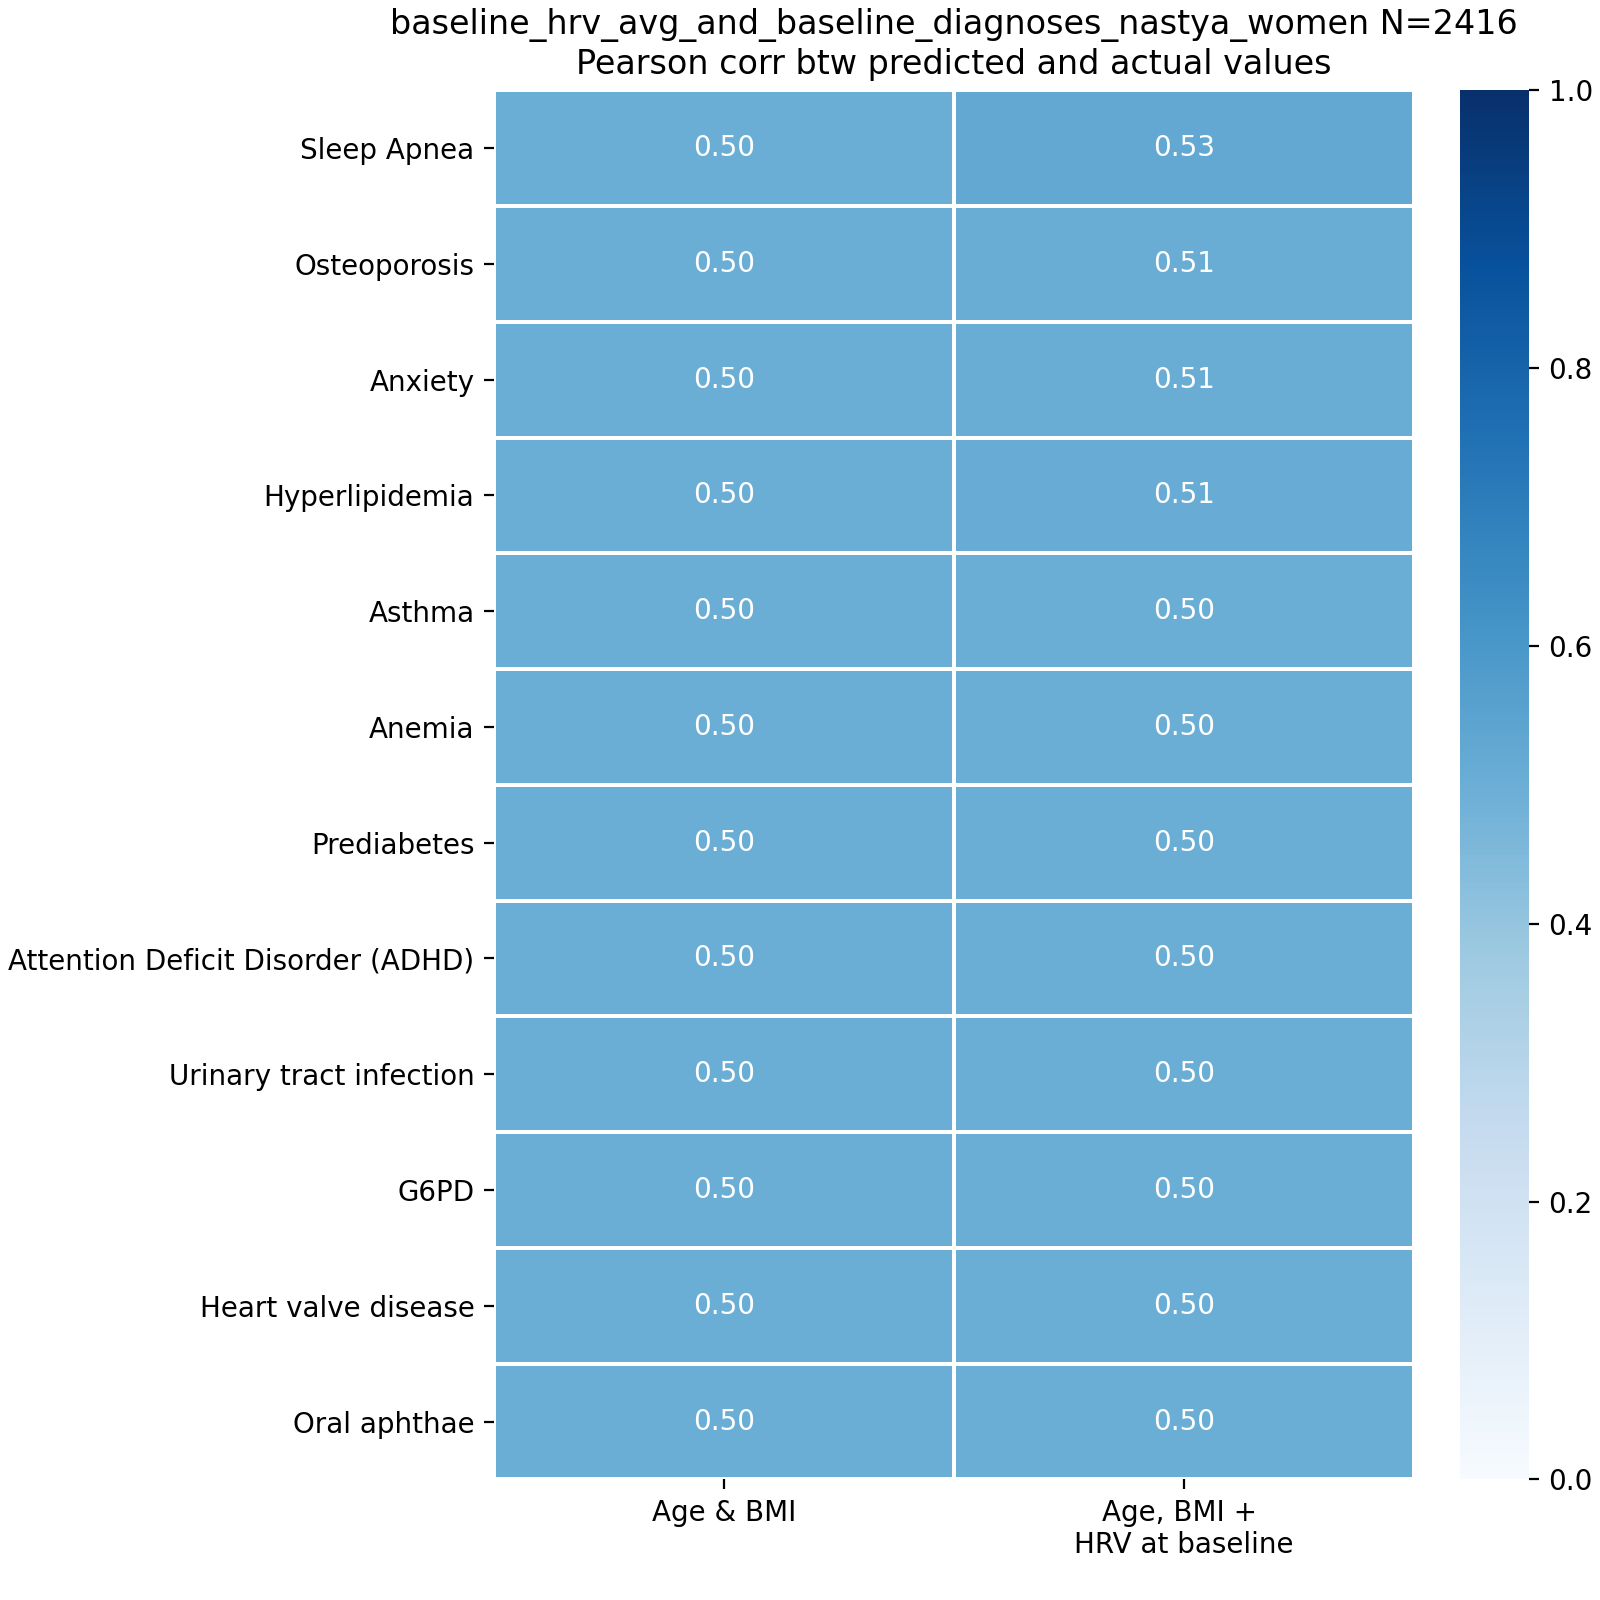 baseline_hrv_avg_and_baseline_diagnoses_nastya_women N=2416
Pearson corr btw predicted and actual values
Sleep Apnea 0.50 0.53
Osteoporosis 0.50 0.51
Anxiety 0.50 0.51
Hyperlipidemia 0.50 0.51
Asthma 0.50 0.50
Anemia 0.50 0.50
Prediabetes 0.50 0.50
Attention Deficit Disorder (ADHD) 0.50 0.50
Urinary tract infection 0.50 0.50
G6PD 0.50 0.50
Heart valve disease 0.50 0.50
Oral aphthae 0.50 0.50
Age & BMI
Age, BMI +
HRV at baseline
1.0
0.8
0.6
0.4
0.2
0.0